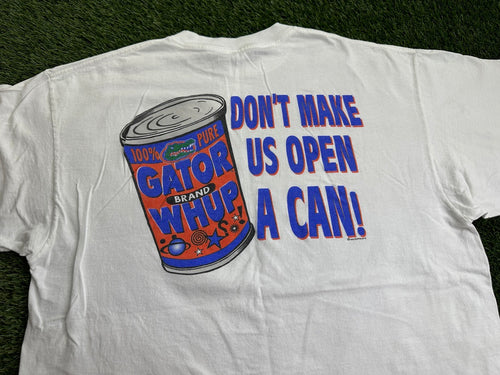 100% PURE
GATOR
BRAND
WHUP
DON'T MAKE
US OPEN
A CAN!